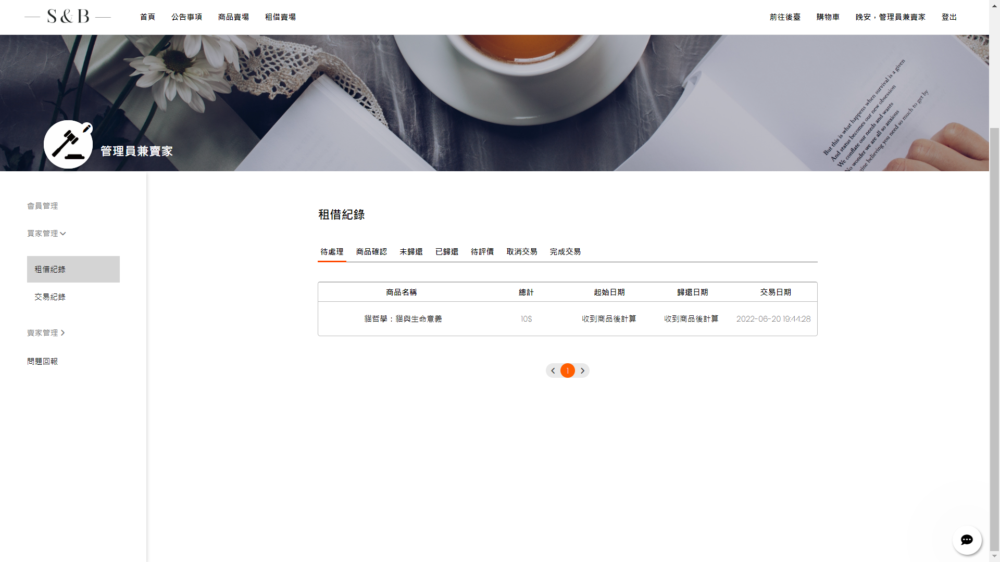 S & B
首頁 公告事項 商品賣場 租借賣場 前往後臺 購物車 晚安，管理員兼賣家 登出
But this is what happens when survival is a given
And status becomes our new obsession
We conflate our needs and wants
No wonder we are all so anxious
gine believing you need so much to get by
管理員兼賣家
會員管理
買家管理
租借紀錄
交易紀錄
賣家管理
問題回報
租借紀錄
待處理 商品確認 未歸還 已歸還 待評價 取消交易 完成交易
商品名稱 總計 起始日期 歸還日期 交易日期
貓哲學：貓與生命意義 10$ 收到商品後計算 收到商品後計算 2022-06-20 19:44:28
1